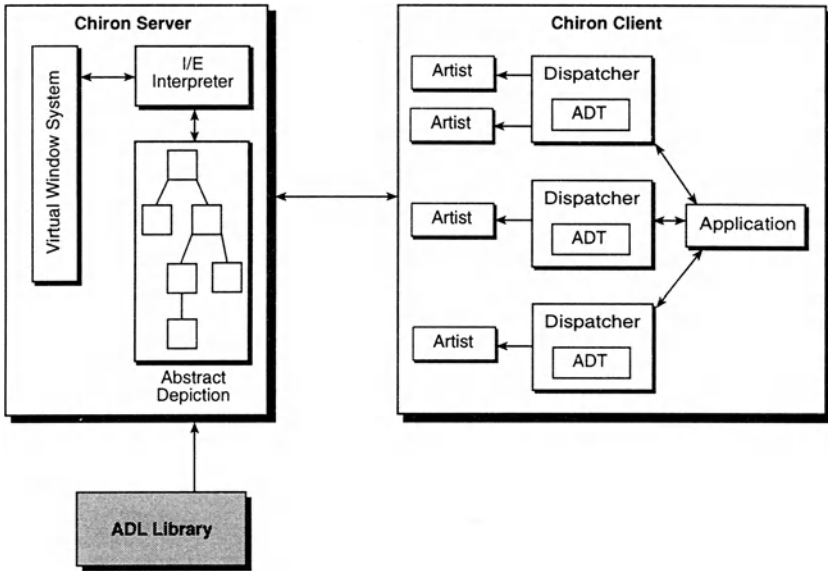 Chiron Server
Virtual Window System
I/E
Interpreter
Abstract
Depiction
ADL Library
Chiron Client
Artist
Artist
Dispatcher
ADT
Artist
Dispatcher
ADT
Application
Artist
Dispatcher
ADT